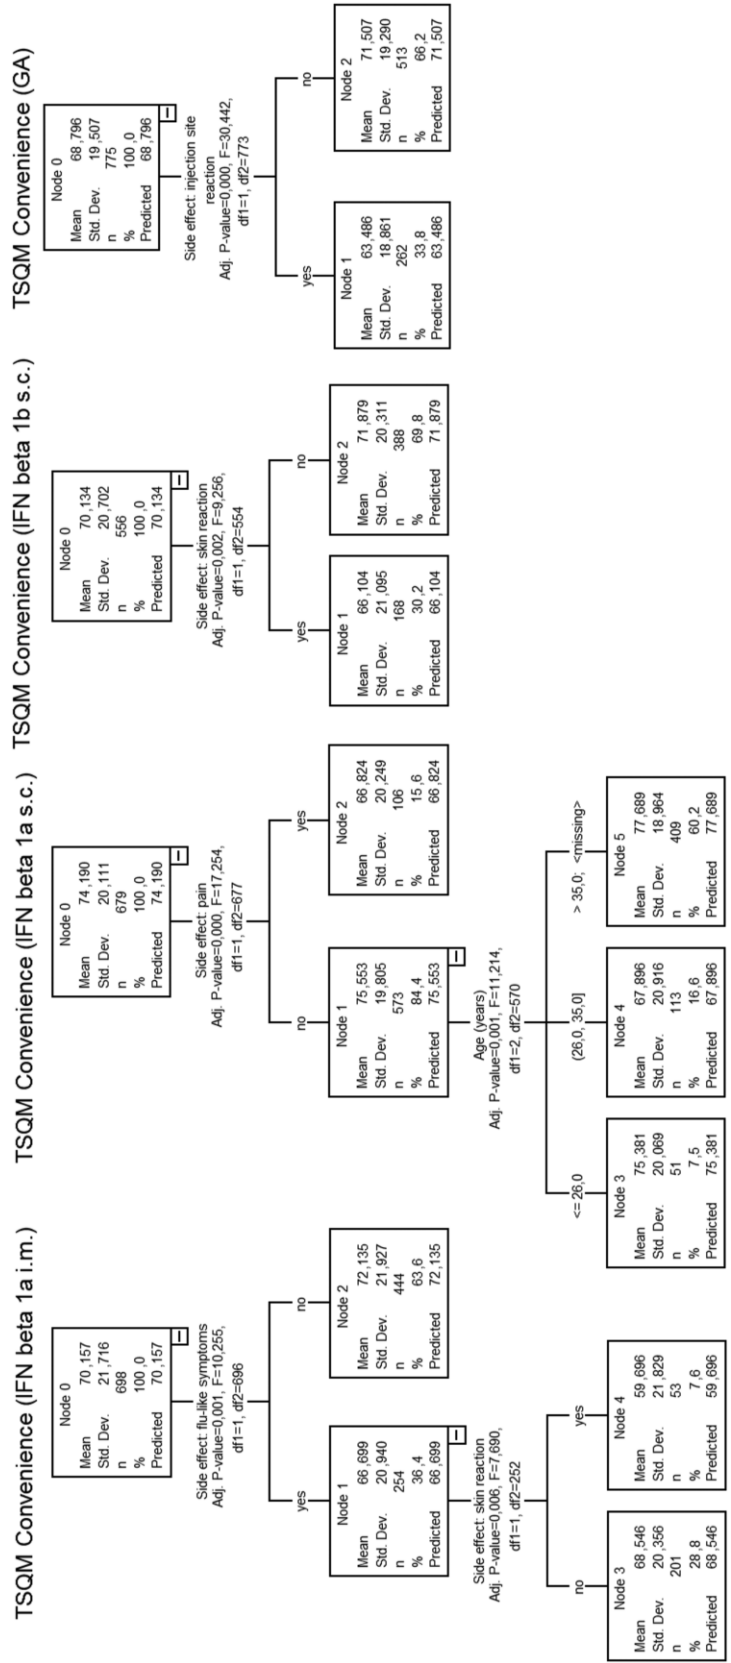 TSQM Convenience (IFN beta 1a i.m.)
Node 0
Mean 70,157
Std. Dev. 21,716
n 698
% 100,0
Predicted 70,157
Side effect: flu-like symptoms
Adj. P-value=0,001, F=10,255,
df1=1, df2=696
yes
no
Node 1
Mean 66,699
Std. Dev. 20,940
n 254
% 36,4
Predicted 66,699
Node 2
Mean 72,135
Std. Dev. 21,927
n 444
% 63,6
Predicted 72,135
Side effect: skin reaction
Adj. P-value=0,006, F=7,690,
df1=1, df2=252
no
yes
Node 3
Mean 68,546
Std. Dev. 20,356
n 201
% 28,8
Predicted 68,546
Node 4
Mean 59,696
Std. Dev. 21,829
n 53
% 7,6
Predicted 59,696
TSQM Convenience (IFN beta 1a s.c.)
Node 0
Mean 74,190
Std. Dev. 20,111
n 679
% 100,0
Predicted 74,190
Side effect: pain
Adj. P-value=0,000, F=17,254,
df1=1, df2=677
no
yes
Node 1
Mean 75,553
Std. Dev. 19,805
n 573
% 84,4
Predicted 75,553
Node 2
Mean 66,824
Std. Dev. 20,249
n 106
% 15,6
Predicted 66,824
Age (years)
Adj. P-value=0,001, F=11,214,
df1=2, df2=570
<= 26,0
(26,0, 35,0]
> 35,0; <missing>
Node 3
Mean 75,381
Std. Dev. 20,069
n 51
% 7,5
Predicted 75,381
Node 4
Mean 67,896
Std. Dev. 20,916
n 113
% 16,6
Predicted 67,896
Node 5
Mean 77,689
Std. Dev. 18,964
n 409
% 60,2
Predicted 77,689
TSQM Convenience (IFN beta 1b s.c.)
Node 0
Mean 70,134
Std. Dev. 20,702
n 556
% 100,0
Predicted 70,134
Side effect: skin reaction
Adj. P-value=0,002, F=9,256,
df1=1, df2=554
yes
no
Node 1
Mean 66,104
Std. Dev. 21,095
n 168
% 30,2
Predicted 66,104
Node 2
Mean 71,879
Std. Dev. 20,311
n 388
% 69,8
Predicted 71,879
TSQM Convenience (GA)
Node 0
Mean 68,796
Std. Dev. 19,507
n 775
% 100,0
Predicted 68,796
Side effect: injection site
reaction
Adj. P-value=0,000, F=30,442,
df1=1, df2=773
yes
no
Node 1
Mean 63,486
Std. Dev. 18,861
n 262
% 33,8
Predicted 63,486
Node 2
Mean 71,507
Std. Dev. 19,290
n 513
% 66,2
Predicted 71,507